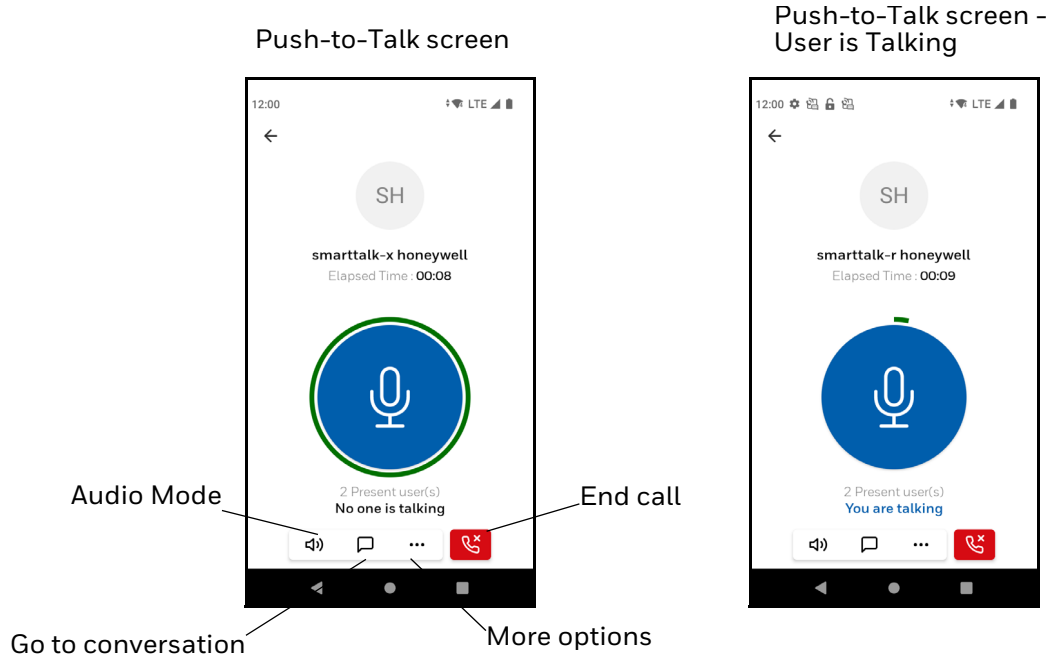 Push-to-Talk screen
12:00
LTE
SH
smarttalk-x honeywell
Elapsed Time : 00:08
2 Present user(s)
No one is talking
Audio Mode
End call
Go to conversation
More options
Push-to-Talk screen -
User is Talking
12:00
LTE
SH
smarttalk-r honeywell
Elapsed Time : 00:09
2 Present user(s)
You are talking